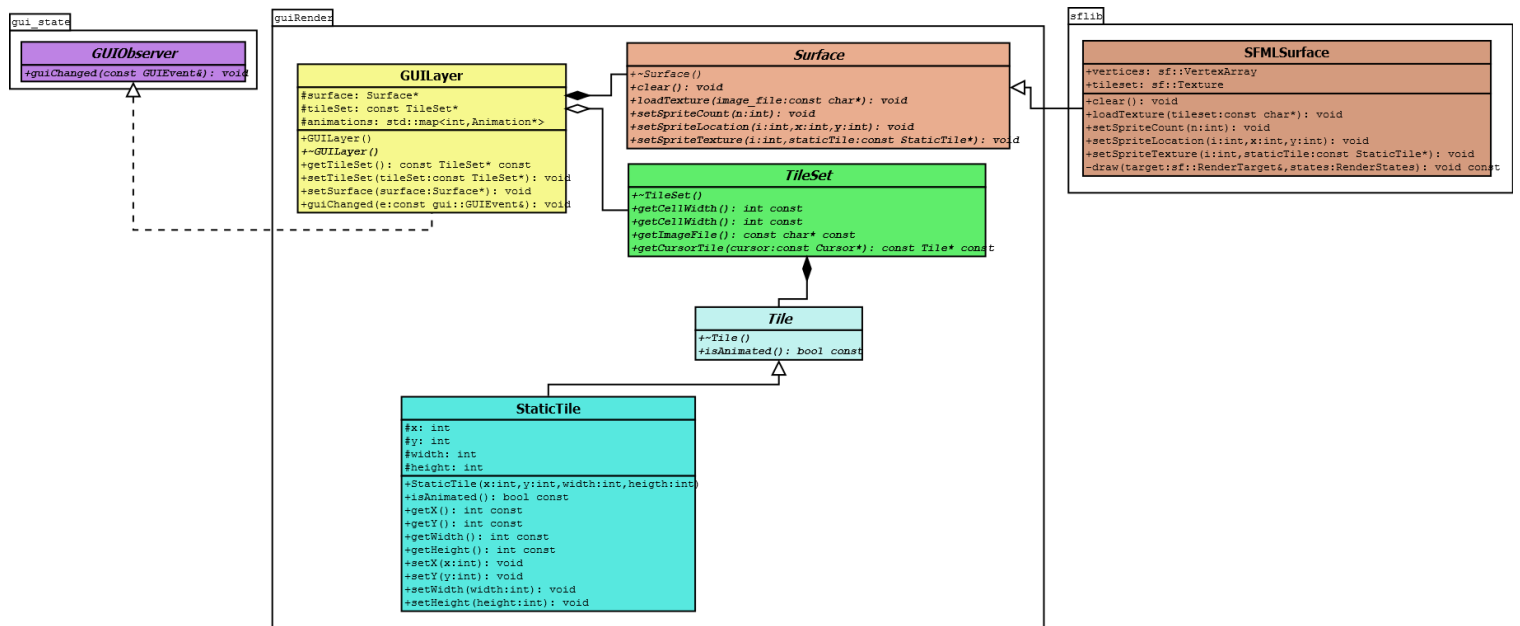 gui_state
GUIObserver
+guiChanged(const GUIEvent&): void
guiRender
GUILayer
#surface: Surface*
#tileSet: const TileSet*
#animations: std::map<int,Animation*>
+GUILayer()
+~GUILayer()
+getTileSet(): const TileSet* const
+setTileSet(tileSet:const TileSet*): void
+setSurface(surface:Surface*): void
+guiChanged(e:const gui::GUIEvent&): void
Surface
+~Surface()
+clear(): void
+loadTexture(image_file:const char*): void
+setSpriteCount(n:int): void
+setSpriteLocation(i:int,x:int,y:int): void
+setSpriteTexture(i:int,staticTile:const StaticTile*): void
TileSet
+~TileSet()
+getCellWidth(): int const
+getCellWidth(): int const
+getImageFile(): const char* const
+getCursorTile(cursor:const Cursor*): const Tile* const
Tile
+~Tile()
+isAnimated(): bool const
StaticTile
#x: int
#y: int
#width: int
#height: int
+StaticTile(x:int,y:int,width:int,heigth:int)
+isAnimated(): bool const
+getX(): int const
+getY(): int const
+getWidth(): int const
+getHeight(): int const
+setX(x:int): void
+setY(y:int): void
+setWidth(width:int): void
+setHeight(height:int): void
sflib
SFMLSurface
+vertices: sf::VertexArray
+tileset: sf::Texture
+clear(): void
+loadTexture(tileset:const char*): void
+setSpriteCount(n:int): void
+setSpriteLocation(i:int,x:int,y:int): void
+setSpriteTexture(i:int,staticTile:const StaticTile*): void
-draw(target:sf::RenderTarget&,states:RenderStates): void const